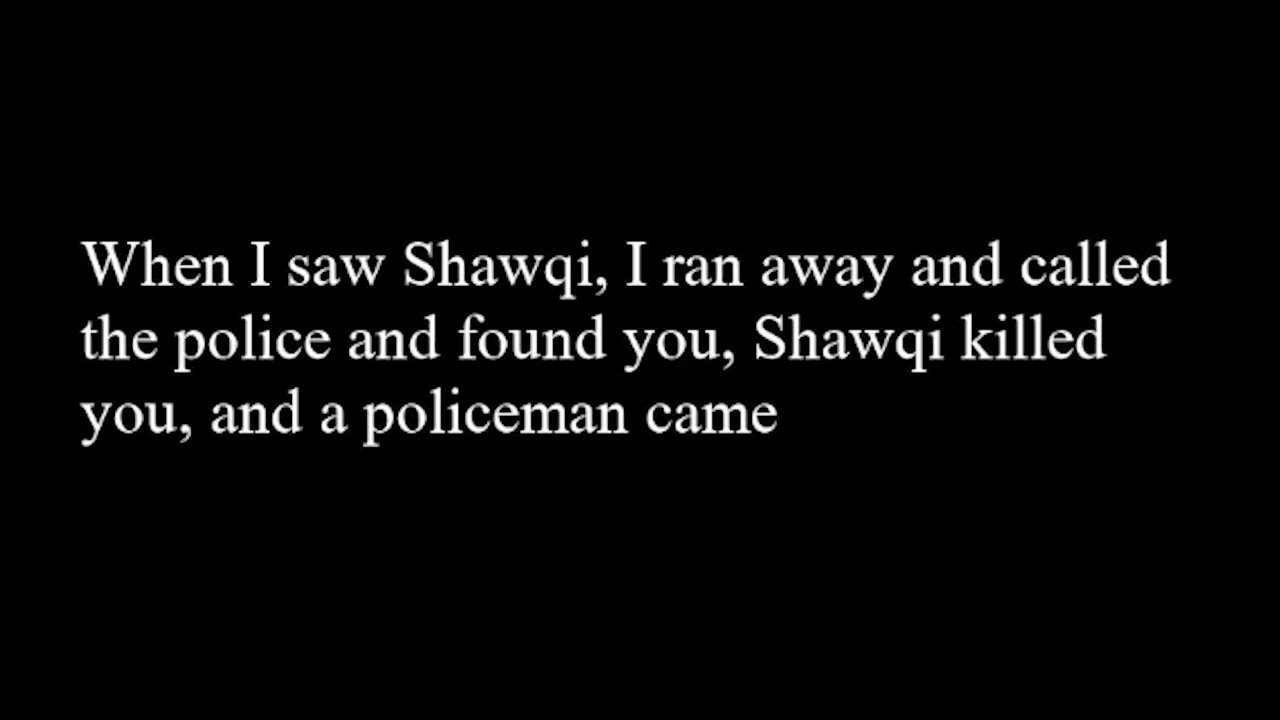 When I saw Shawqi, I ran away and called
the police and found you, Shawqi killed
you, and a policeman came